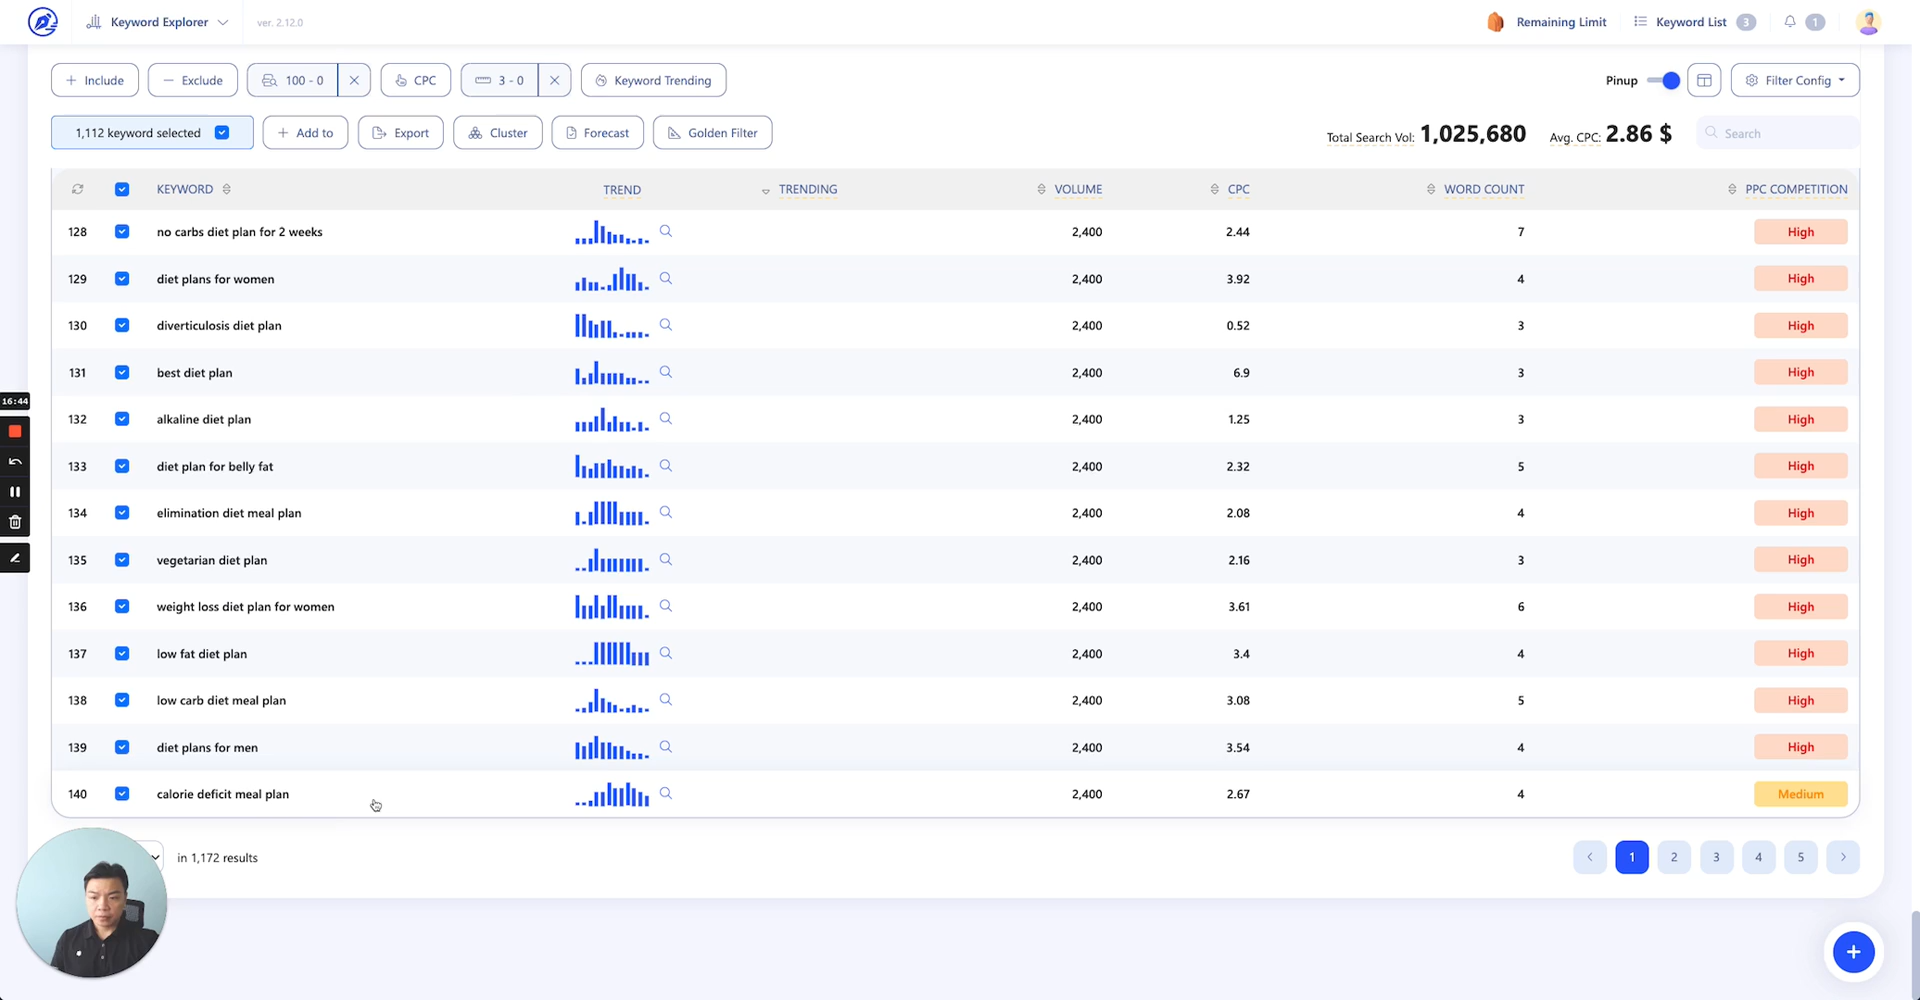 Keyword Explorer ver. 2.12.0 Remaining Limit Keyword List 3 1
Include Exclude 100 - 0 CPC 3 - 0 Keyword Trending Pinup Filter Config
1,112 keyword selected Add to Export Cluster Forecast Golden Filter Total Search Vol: 1,025,680 Avg. CPC: 2.86 $ Search
KEYWORD TREND TRENDING VOLUME CPC WORD COUNT PPC COMPETITION
128 no carbs diet plan for 2 weeks 2,400 2.44 7 High
129 diet plans for women 2,400 3.92 4 High
130 diverticulosis diet plan 2,400 0.52 3 High
131 best diet plan 2,400 6.9 3 High
132 alkaline diet plan 2,400 1.25 3 High
133 diet plan for belly fat 2,400 2.32 5 High
134 elimination diet meal plan 2,400 2.08 4 High
135 vegetarian diet plan 2,400 2.16 3 High
136 weight loss diet plan for women 2,400 3.61 6 High
137 low fat diet plan 2,400 3.4 4 High
138 low carb diet meal plan 2,400 3.08 5 High
139 diet plans for men 2,400 3.54 4 High
140 calorie deficit meal plan 2,400 2.67 4 Medium
16:44
in 1,172 results 1 2 3 4 5